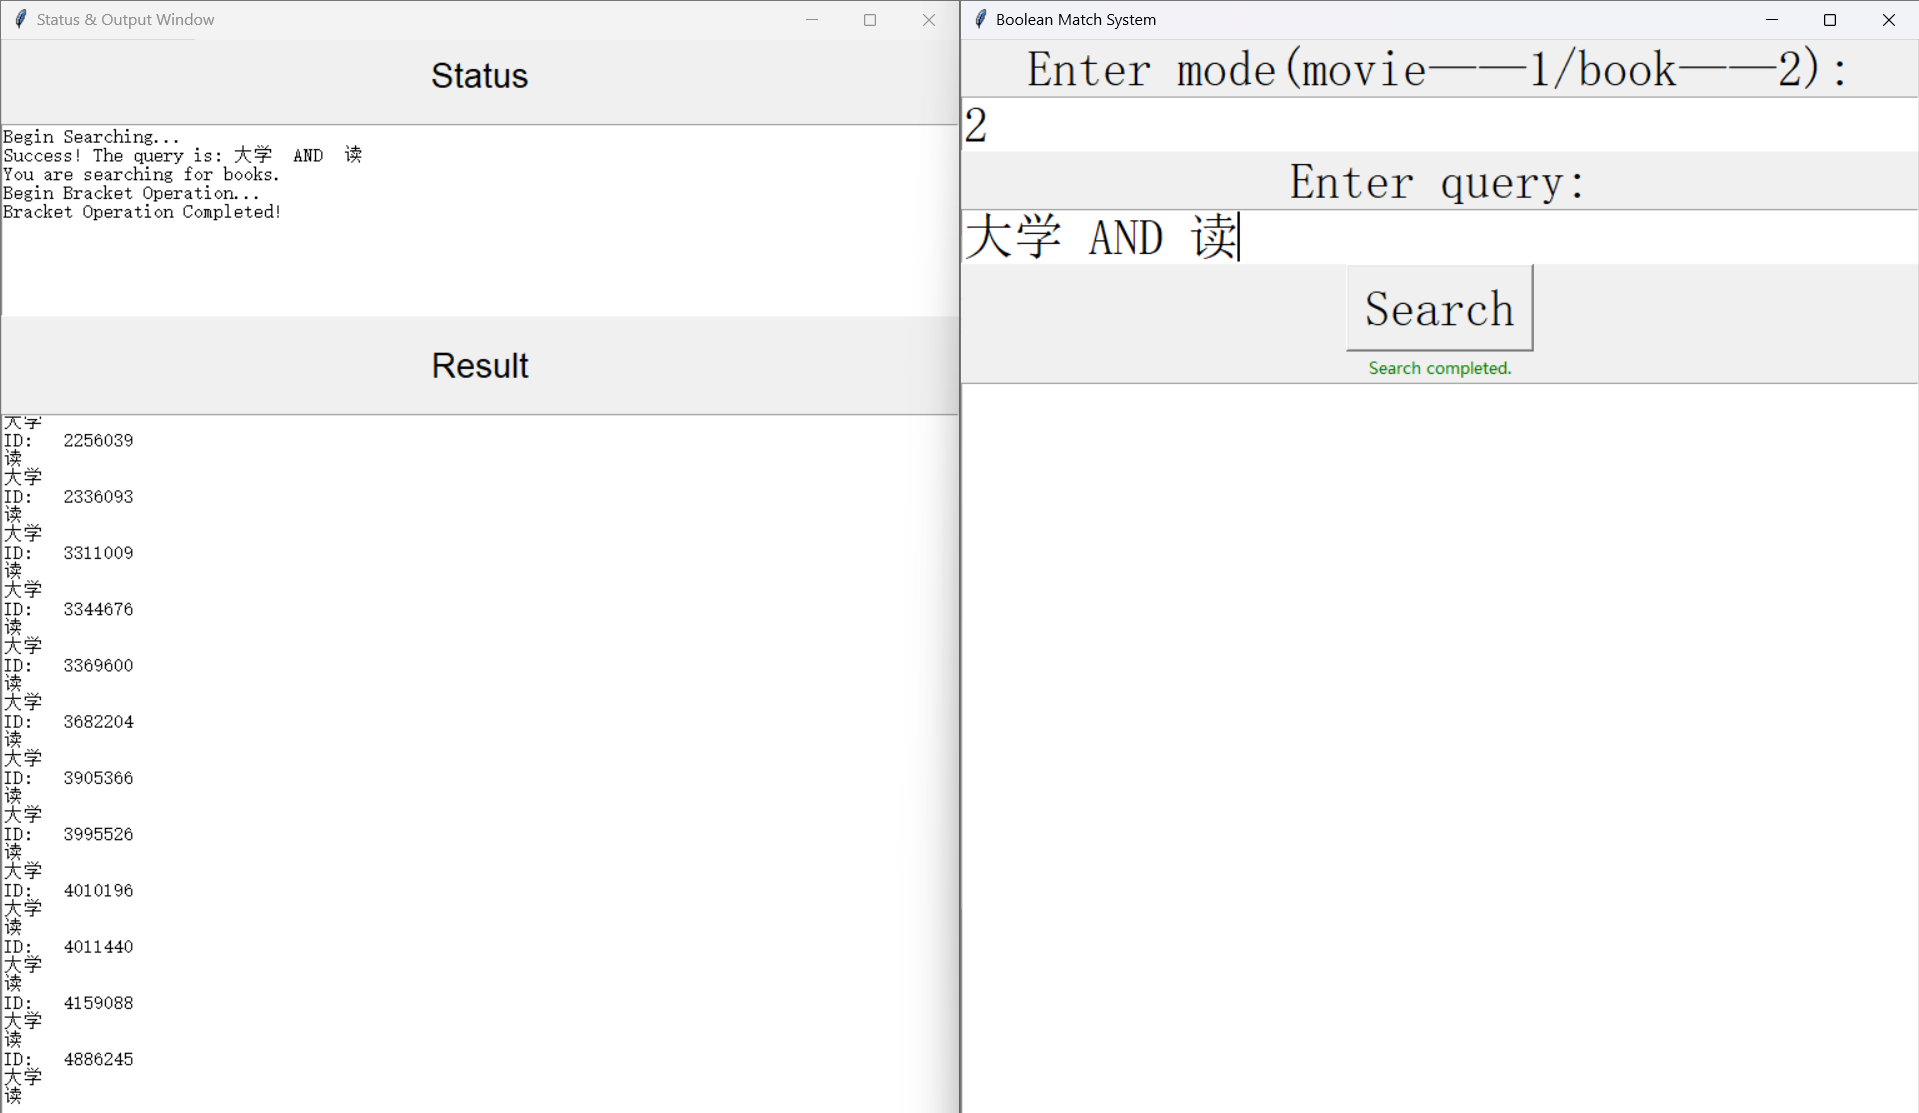 Status & Output Window
Status
Begin Searching...
Success! The query is: 大学  AND  读
You are searching for books.
Begin Bracket Operation...
Bracket Operation Completed!
Result
大学
ID:   2256039
读
大学
ID:   2336093
读
大学
ID:   3311009
读
大学
ID:   3344676
读
大学
ID:   3369600
读
大学
ID:   3682204
读
大学
ID:   3905366
读
大学
ID:   3995526
读
大学
ID:   4010196
大学
读
ID:   4011440
大学
读
ID:   4159088
大学
读
ID:   4886245
大学
读
Boolean Match System
Enter mode(movie——1/book——2):
2
Enter query:
大学 AND 读
Search
Search completed.